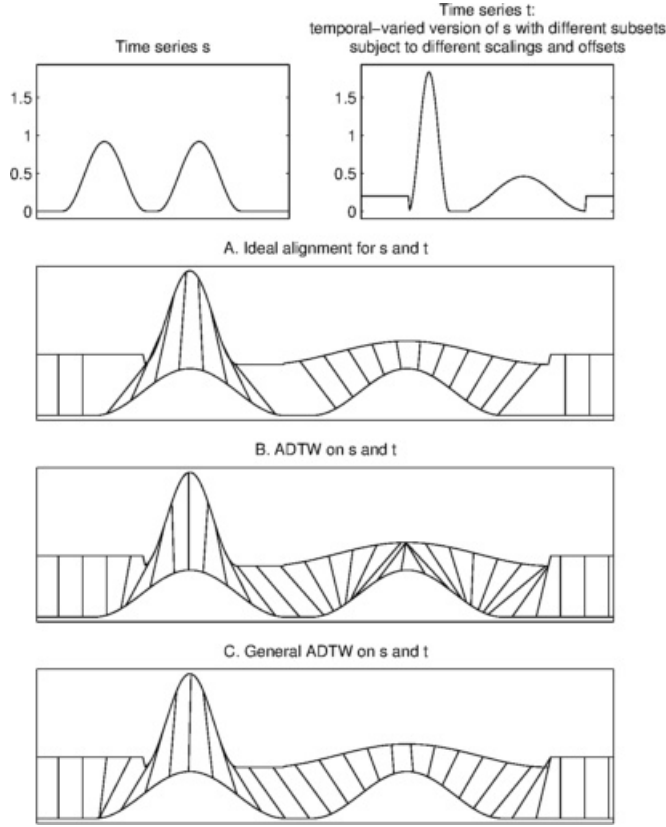 Time series s
Time series t:
temporal-varied version of s with different subsets
subject to different scalings and offsets
1.5
1
0.5
0
1.5
1
0.5
0
A. Ideal alignment for s and t
B. ADTW on s and t
C. General ADTW on s and t